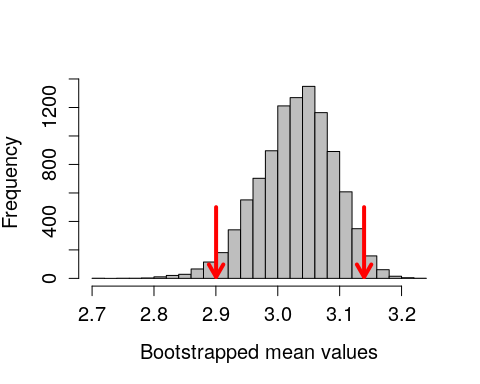 Frequency
1200
800
400
0
2.7 2.8 2.9 3.0 3.1 3.2
Bootstrapped mean values